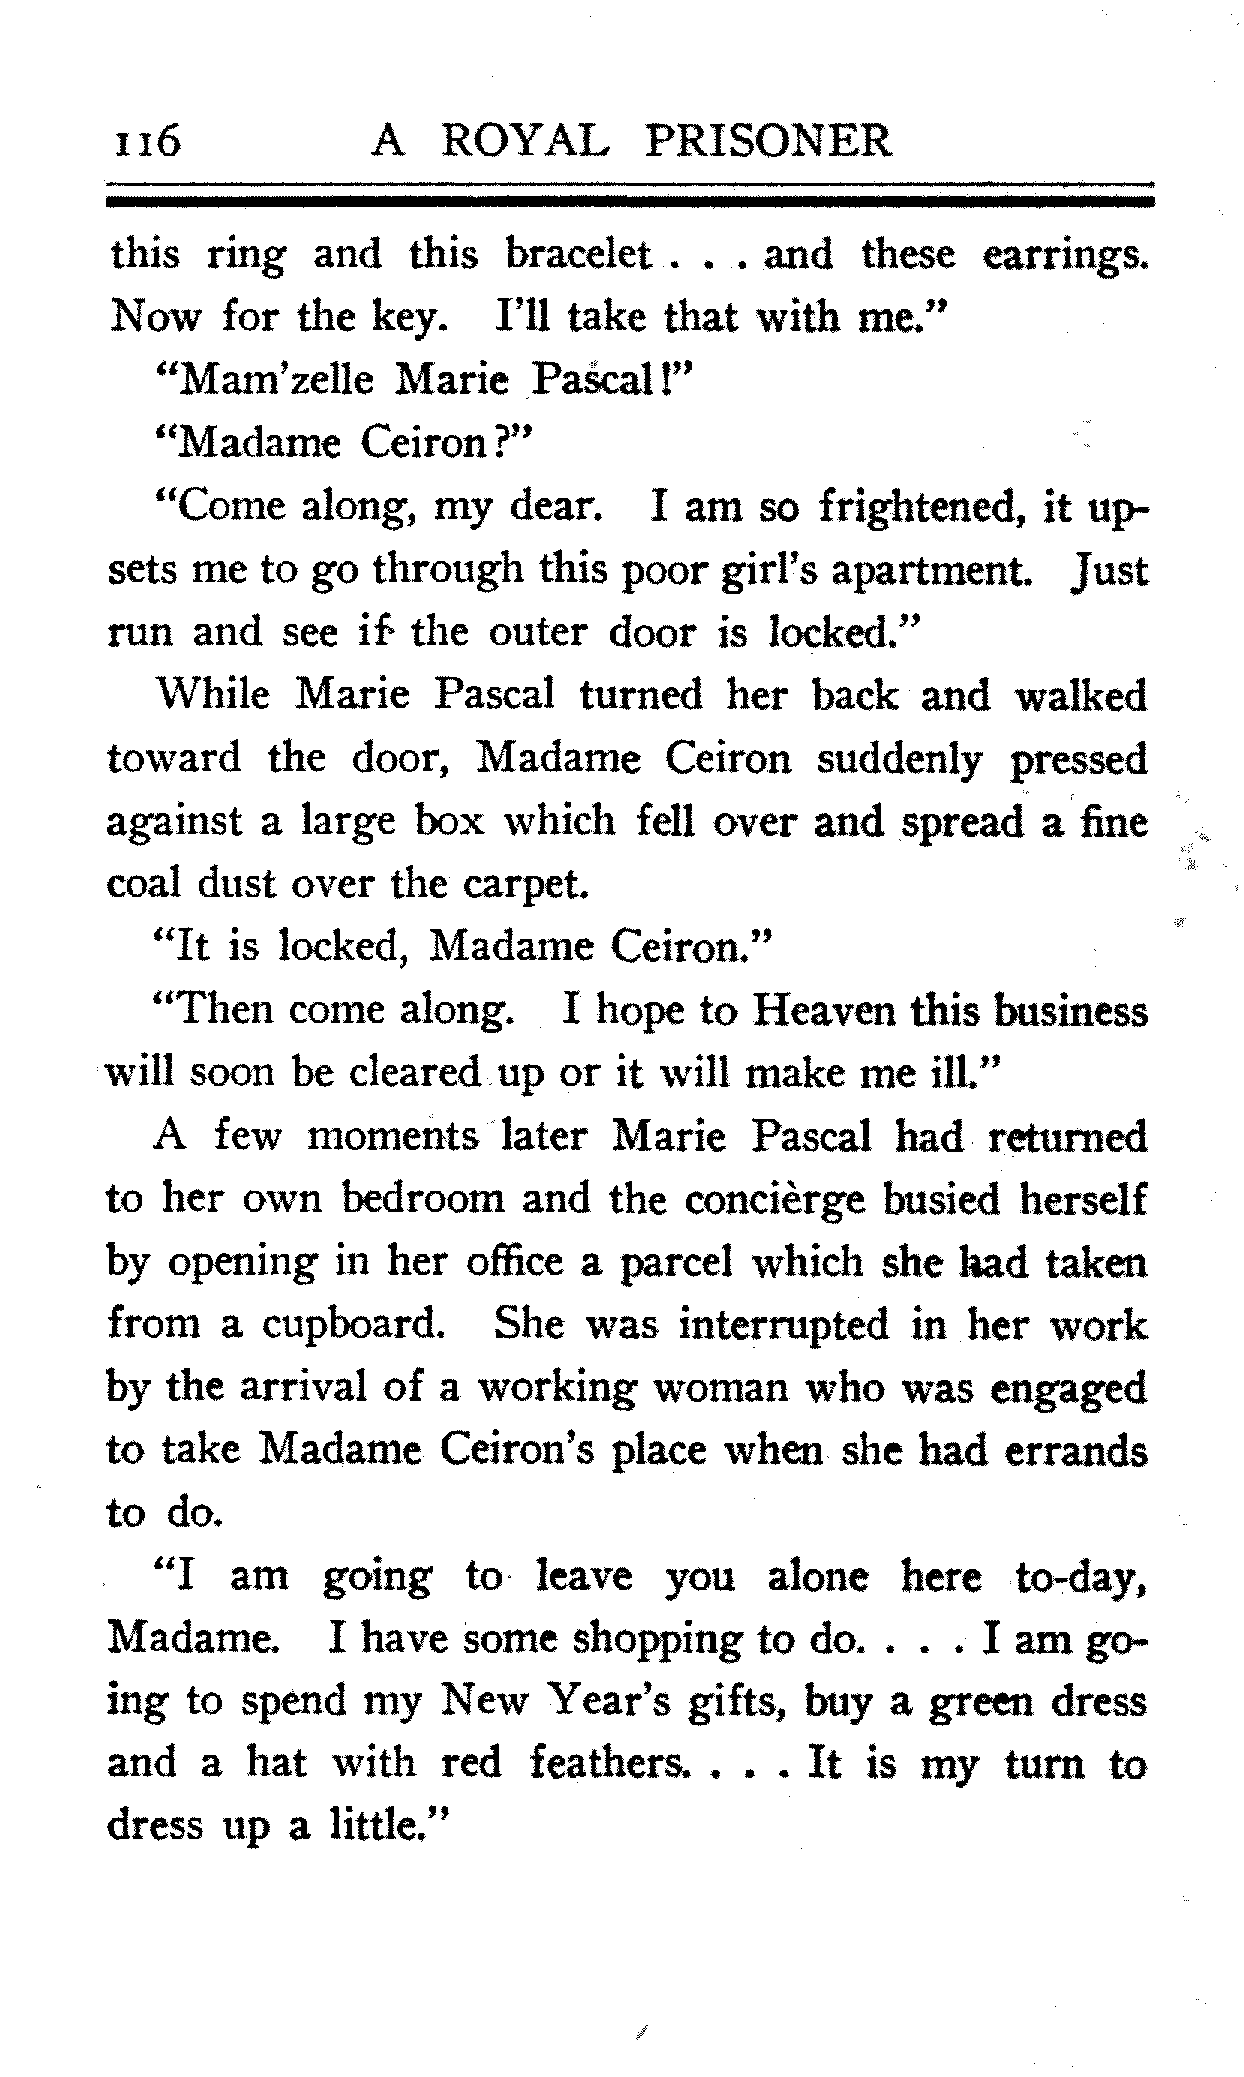 116 A ROYAL PRISONER
this ring and this bracelet . . . and these earrings.
Now for the key. I'll take that with me."
"Mam'zelle Marie Pascal!"
"Madame Ceiron?"
"Come along, my dear. I am so frightened, it up-
sets me to go through this poor girl's apartment. Just
run and see if the outer door is locked."
While Marie Pascal turned her back and walked
toward the door, Madame Ceiron suddenly pressed
against a large box which fell over and spread a fine
coal dust over the carpet.
"It is locked, Madame Ceiron."
"Then come along. I hope to Heaven this business
will soon be cleared up or it will make me ill."
A few moments later Marie Pascal had returned
to her own bedroom and the concièrge busied herself
by opening in her office a parcel which she had taken
from a cupboard. She was interrupted in her work
by the arrival of a working woman who was engaged
to take Madame Ceiron's place when she had errands
to do.
"I am going to leave you alone here to-day,
Madame. I have some shopping to do. . . . I am go-
ing to spend my New Year's gifts, buy a green dress
and a hat with red feathers. . . . It is my turn to
dress up a little."